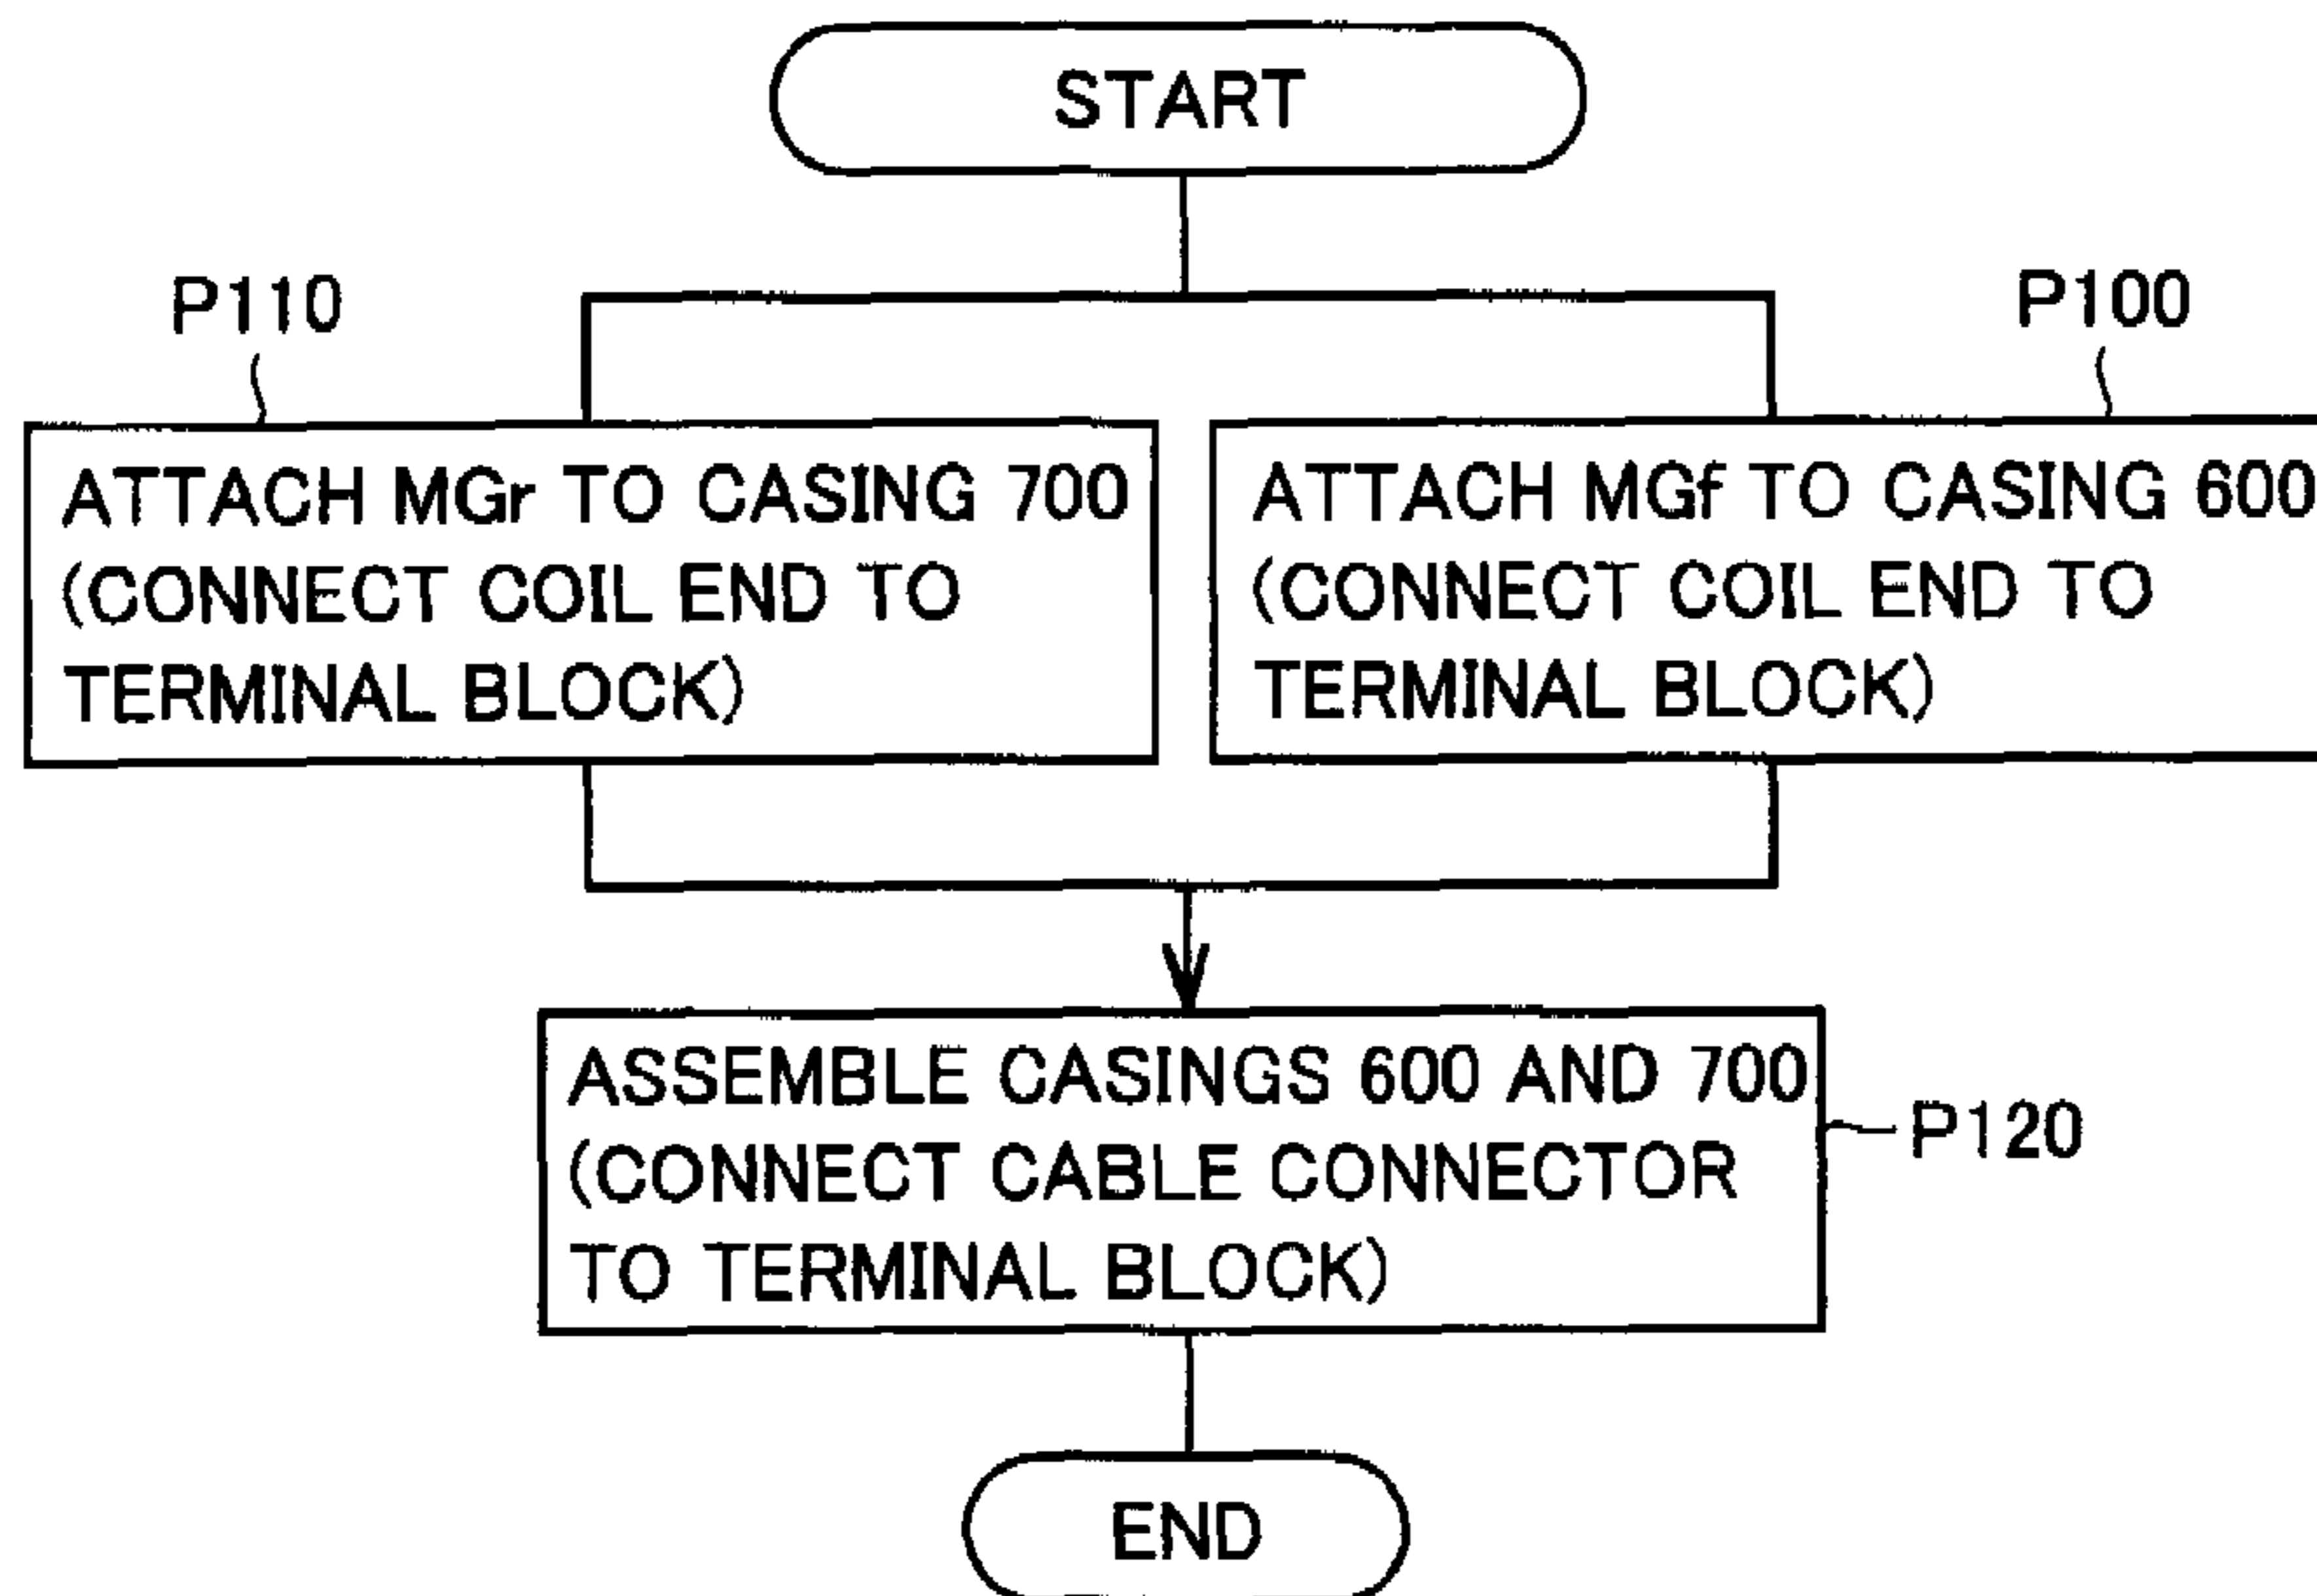 START
P110
P100
ATTACH MGr TO CASING 700
(CONNECT COIL END TO
TERMINAL BLOCK)
ATTACH MGf TO CASING 600
(CONNECT COIL END TO
TERMINAL BLOCK)
ASSEMBLE CASINGS 600 AND 700
(CONNECT CABLE CONNECTOR
TO TERMINAL BLOCK)
P120
END